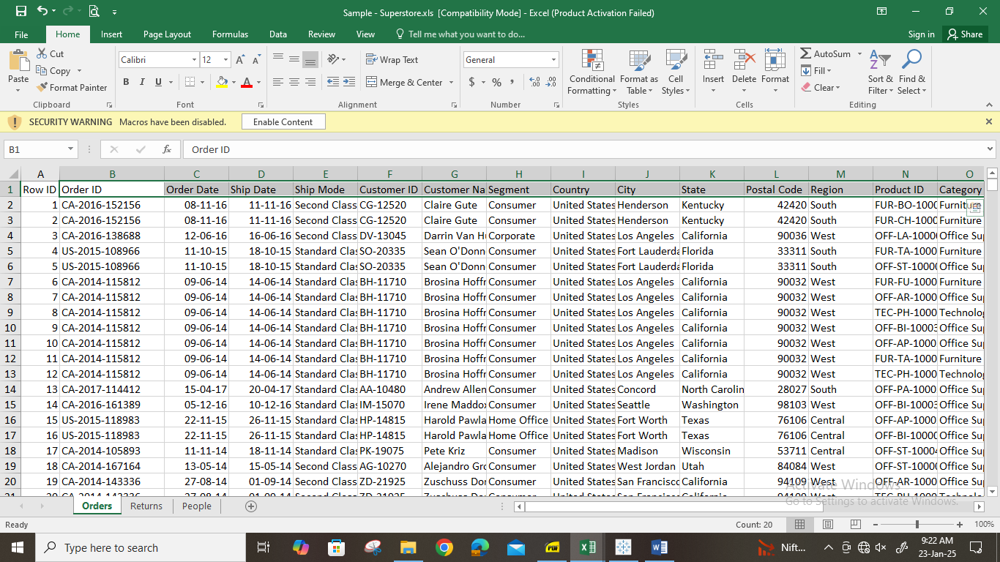 Sample - Superstore.xls [Compatibility Mode] - Excel (Product Activation Failed)
File Home Insert Page Layout Formulas Data Review View Tell me what you want to do... Sign in Share
Cut
Copy
Format Painter
Paste
Calibri 12
B I U
Wrap Text
Merge & Center
General
$ % ,
Conditional Formatting
Format as Table
Cell Styles
Insert Delete Format
AutoSum
Fill
Clear
Sort & Filter
Find & Select
Clipboard Font Alignment Number Styles Cells Editing
SECURITY WARNING Macros have been disabled. Enable Content
B1 fx Order ID
A B C D E F G H I J K L M N O
1 Row ID Order ID Order Date Ship Date Ship Mode Customer ID Customer Na Segment Country City State Postal Code Region Product ID Category
2 1 CA-2016-152156 08-11-16 11-11-16 Second Class CG-12520 Claire Gute Consumer United States Henderson Kentucky 42420 South FUR-BO-100 Furniture
3 2 CA-2016-152156 08-11-16 11-11-16 Second Class CG-12520 Claire Gute Consumer United States Henderson Kentucky 42420 South FUR-CH-100 Furniture
4 3 CA-2016-138688 12-06-16 16-06-16 Second Class DV-13045 Darrin Van H Corporate United States Los Angeles California 90036 West OFF-LA-1000 Office Su
5 4 US-2015-108966 11-10-15 18-10-15 Standard Cla SO-20335 Sean O'Donn Consumer United States Fort Lauderda Florida 33311 South FUR-TA-1000 Furniture
6 5 US-2015-108966 11-10-15 18-10-15 Standard Cla SO-20335 Sean O'Donn Consumer United States Fort Lauderda Florida 33311 South OFF-ST-1000 Office Su
7 6 CA-2014-115812 09-06-14 14-06-14 Standard Cla BH-11710 Brosina Hoff Consumer United States Los Angeles California 90032 West FUR-FU-1000 Furniture
8 7 CA-2014-115812 09-06-14 14-06-14 Standard Cla BH-11710 Brosina Hoff Consumer United States Los Angeles California 90032 West OFF-AR-1000 Office Su
9 8 CA-2014-115812 09-06-14 14-06-14 Standard Cla BH-11710 Brosina Hoff Consumer United States Los Angeles California 90032 West TEC-PH-1000 Technolo
10 9 CA-2014-115812 09-06-14 14-06-14 Standard Cla BH-11710 Brosina Hoff Consumer United States Los Angeles California 90032 West OFF-BI-10003 Office Su
11 10 CA-2014-115812 09-06-14 14-06-14 Standard Cla BH-11710 Brosina Hoff Consumer United States Los Angeles California 90032 West OFF-AP-1000 Office Su
12 11 CA-2014-115812 09-06-14 14-06-14 Standard Cla BH-11710 Brosina Hoff Consumer United States Los Angeles California 90032 West FUR-TA-1000 Furniture
13 12 CA-2014-115812 09-06-14 14-06-14 Standard Cla BH-11710 Brosina Hoff Consumer United States Los Angeles California 90032 West TEC-PH-1000 Technolo
14 13 CA-2017-114412 15-04-17 20-04-17 Standard Cla AA-10480 Andrew Allen Consumer United States Concord North Carolin 28027 South OFF-PA-1000 Office Su
15 14 CA-2016-161389 05-12-16 10-12-16 Standard Cla IM-15070 Irene Maddo Consumer United States Seattle Washington 98103 West OFF-BI-10003 Office Su
16 15 US-2015-118983 22-11-15 26-11-15 Standard Cla HP-14815 Harold Pawla Home Office United States Fort Worth Texas 76106 Central OFF-AP-1000 Office Su
17 16 US-2015-118983 22-11-15 26-11-15 Standard Cla HP-14815 Harold Pawla Home Office United States Fort Worth Texas 76106 Central OFF-BI-1000 Office Su
18 17 CA-2014-105893 11-11-14 18-11-14 Standard Cla PK-19075 Pete Kriz Consumer United States Madison Wisconsin 53711 Central OFF-ST-1000 Office Su
19 18 CA-2014-167164 13-05-14 15-05-14 Second Class AG-10270 Alejandro Gro Consumer United States West Jordan Utah 84084 West OFF-ST-1000 Office Su
20 19 CA-2014-143336 27-08-14 01-09-14 Second Class ZD-21925 Zuschuss Do Consumer United States San Francisco California 94109 West OFF-AR-1000 Office Su
Activate Windows
Go to Settings to activate Windows.
Orders Returns People
Ready Count: 20 100%
Type here to search PDF Nift... 9:22 AM
23-Jan-25